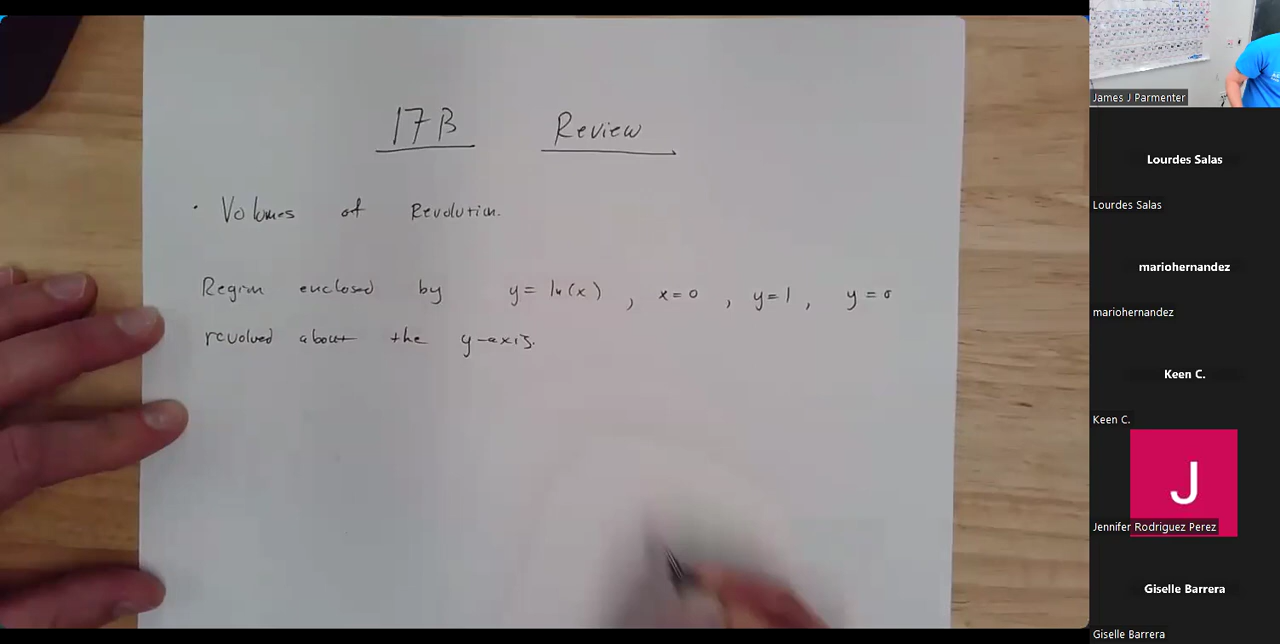 17B Review
• Volumes of Revolution.
Region enclosed by y = ln(x) , x=0 , y=1 , y=0
revolved about the y-axis.
James J Parmenter
Lourdes Salas
Lourdes Salas
mariohernandez
mariohernandez
Keen C.
Keen C.
J
Jennifer Rodriguez Perez
Giselle Barrera
Giselle Barrera